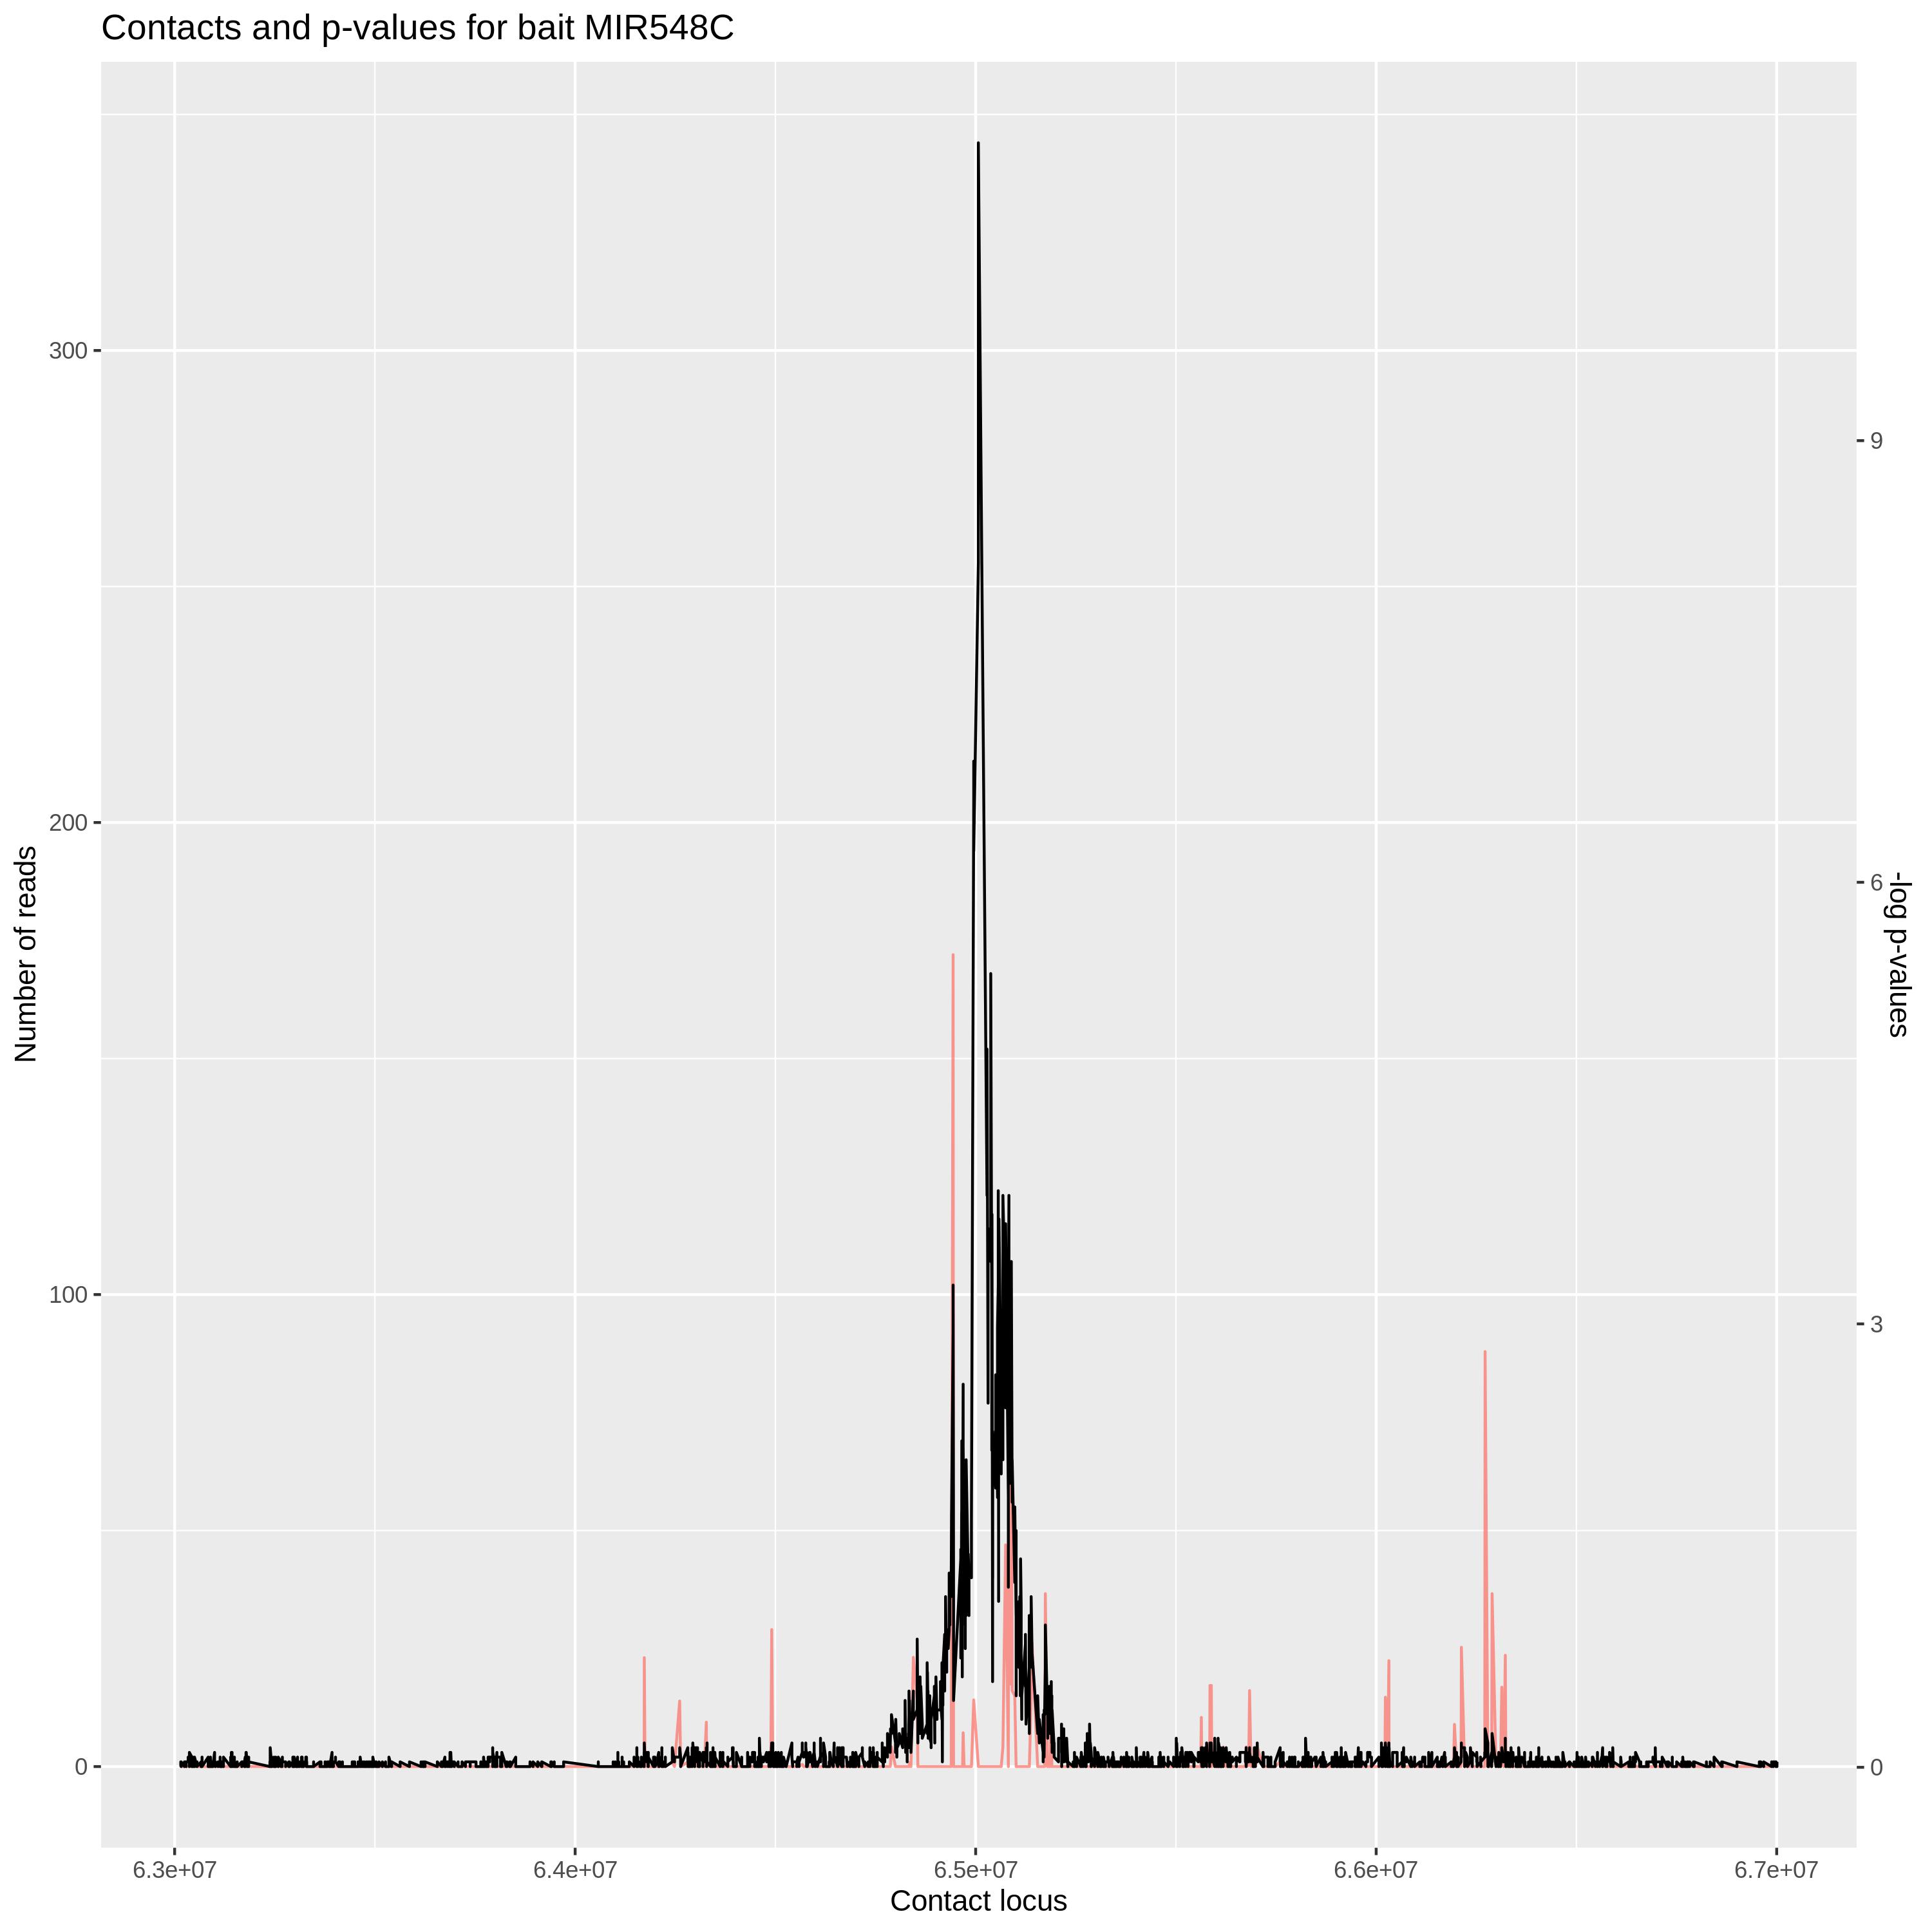 Contacts and p-values for bait MIR548C
300
200
100
0
Number of reads
9
6
3
0
-log p-values
6.3e+07
6.4e+07
6.5e+07
6.6e+07
6.7e+07
Contact locus